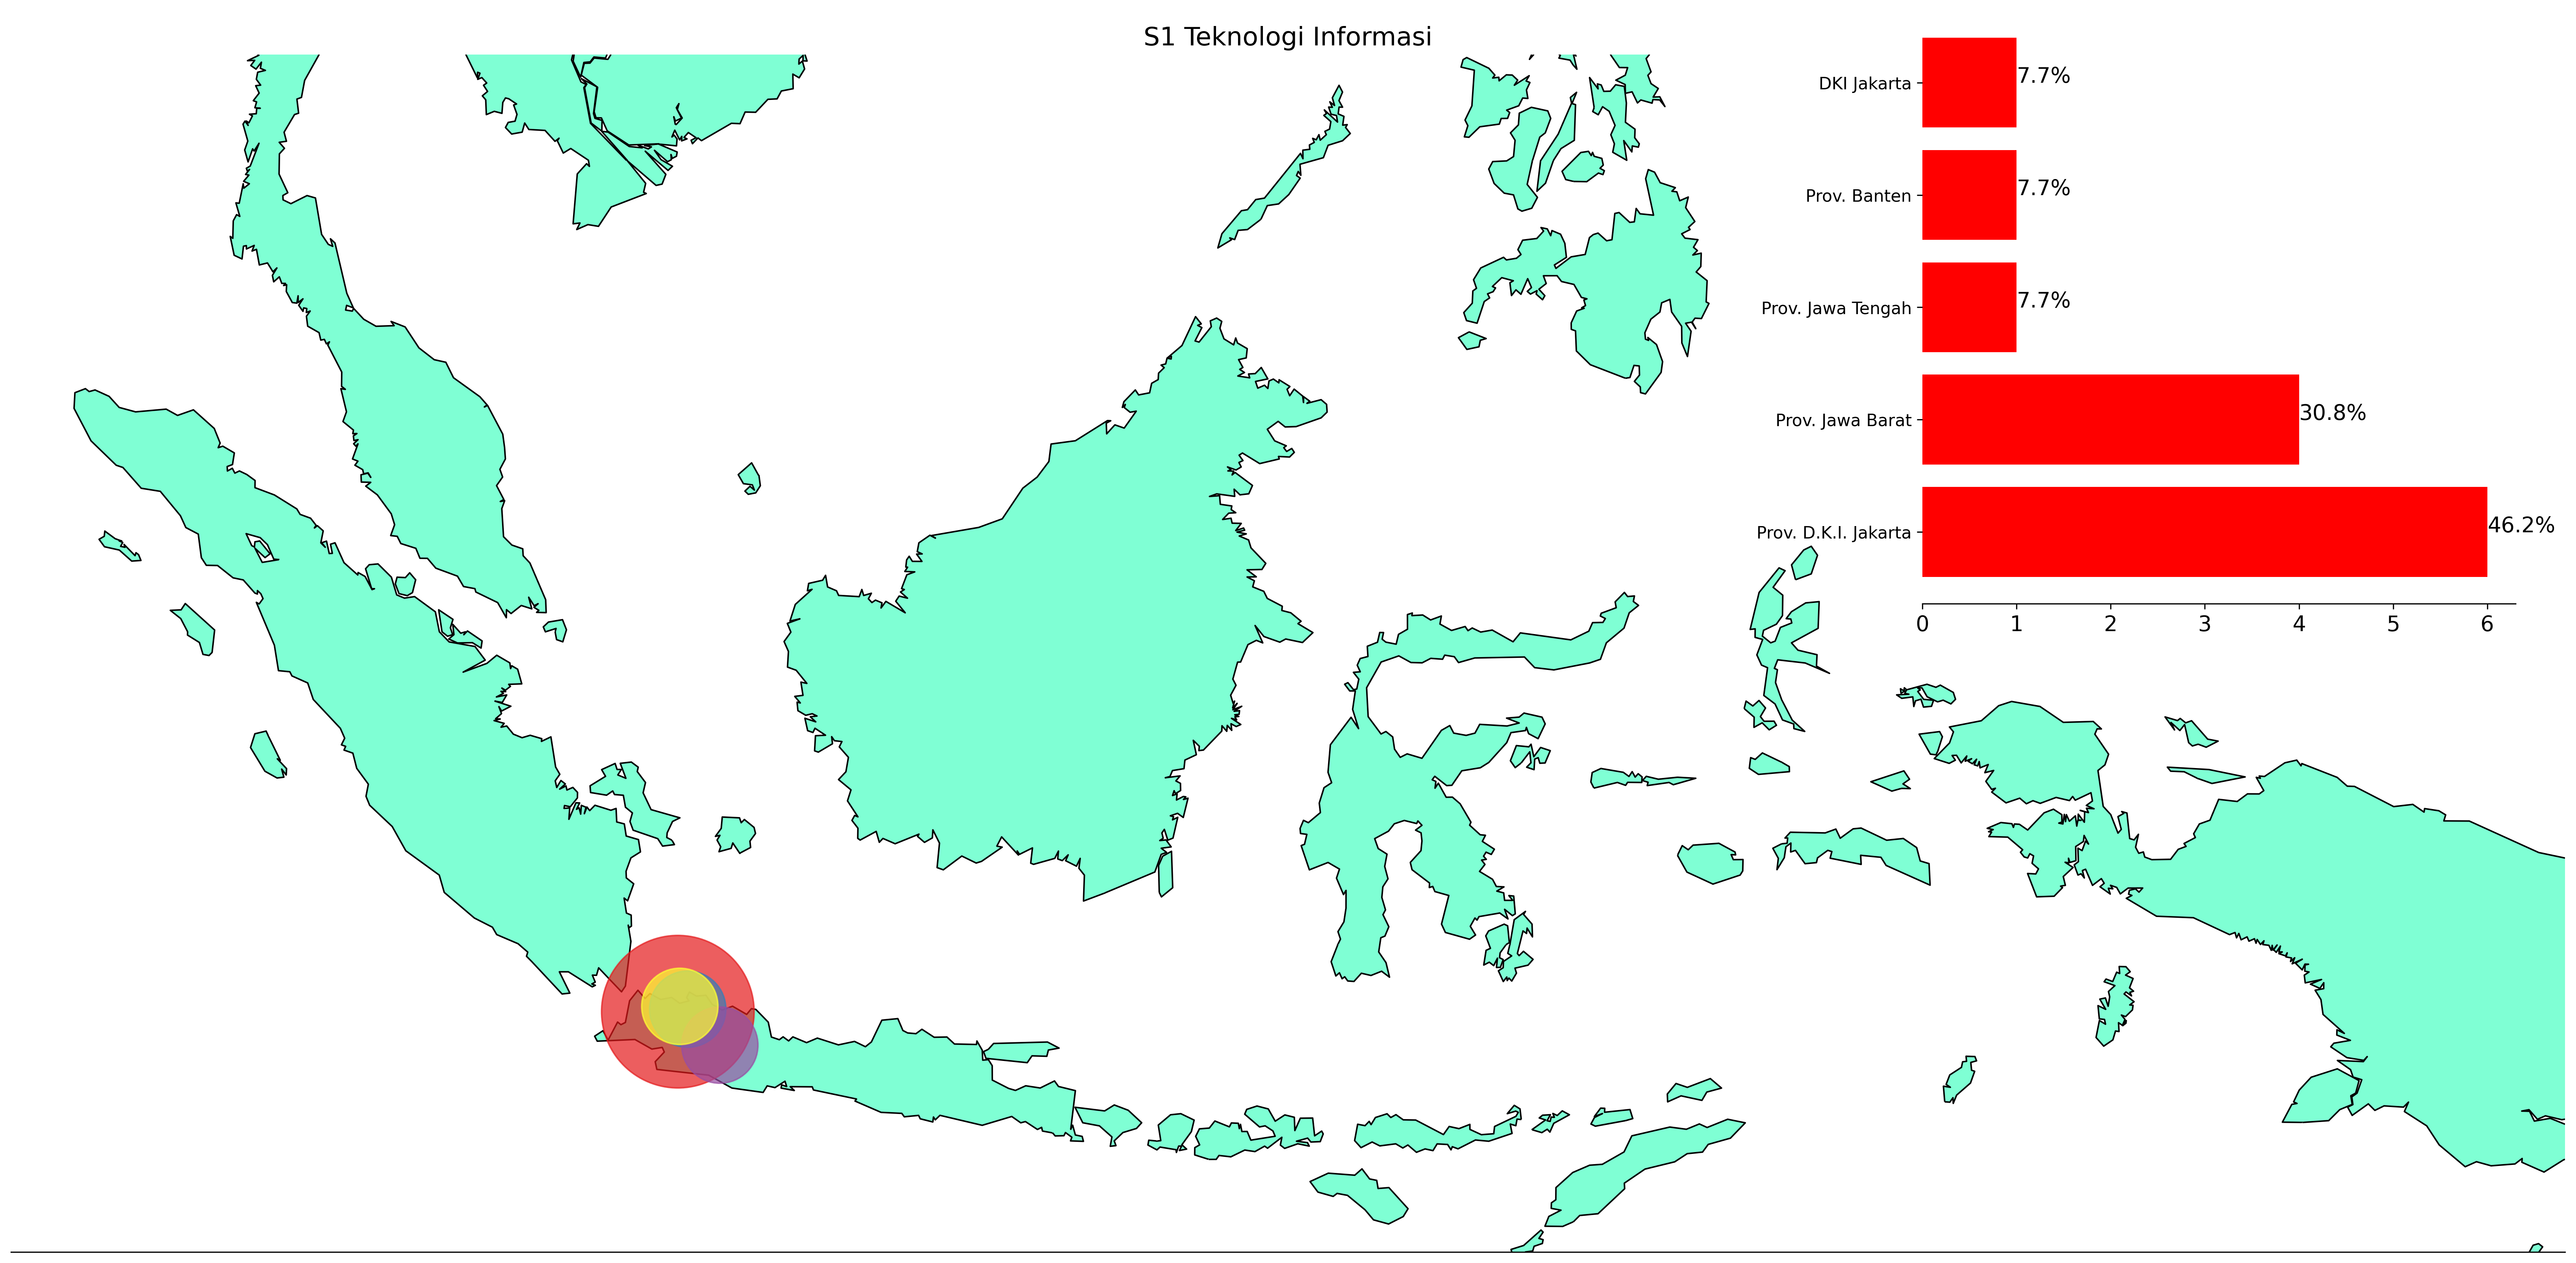 S1 Teknologi Informasi
DKI Jakarta 7.7%
Prov. Banten 7.7%
Prov. Jawa Tengah 7.7%
Prov. Jawa Barat 30.8%
Prov. D.K.I. Jakarta 46.2%
0 1 2 3 4 5 6